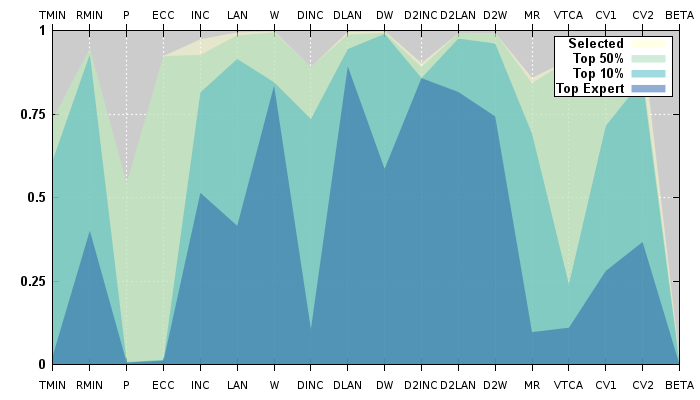 TMIN RMIN P ECC INC LAN W DINC DLAN DW D2INC D2LAN D2W MR VTCA CV1 CV2 BETA
1
Selected
Top 50%
Top 10%
Top Expert
0.75
0.5
0.25
0
TMIN RMIN P ECC INC LAN W DINC DLAN DW D2INC D2LAN D2W MR VTCA CV1 CV2 BETA